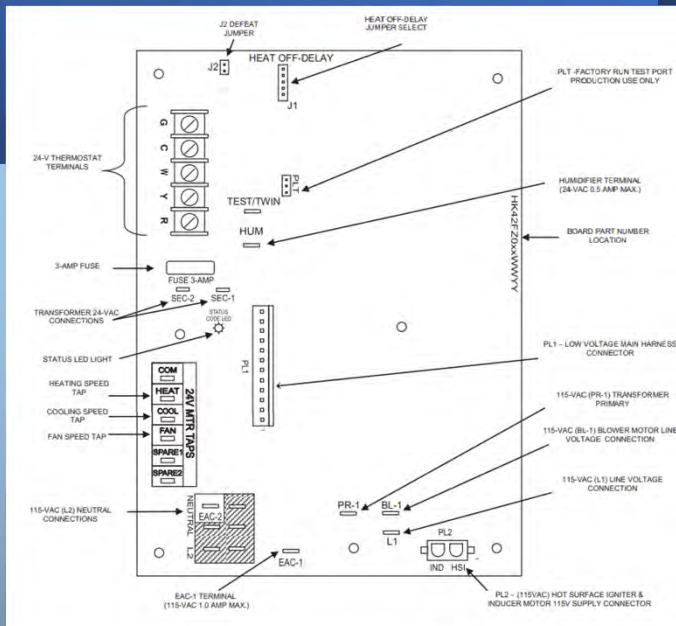 J2 DEFEAT
JUMPER
HEAT OFF-DELAY
JUMPER SELECT
J2
HEAT OFF-DELAY
J1
PLT -FACTORY RUN TEST PORT
PRODUCTION USE ONLY
24-V THERMOSTAT
TERMINALS
G
C
W
Y
R
PLT
TEST/TWIN
HUM
HUMIDIFIER TERMINAL
(24-VAC 0.5 AMP MAX.)
HK42FZ0xxWWYY
BOARD PART NUMBER
LOCATION
3-AMP FUSE
FUSE 3-AMP
SEC-2
SEC-1
TRANSFORMER 24-VAC
CONNECTIONS
STATUS
CODE LED
STATUS LED LIGHT
PL1
PL1 – LOW VOLTAGE MAIN HARNESS
CONNECTOR
COM
HEAT
COOL
FAN
SPARE1
SPARE2
24V MTR TAPS
HEATING SPEED
TAP
COOLING SPEED
TAP
FAN SPEED TAP
115-VAC (PR-1) TRANSFORMER
PRIMARY
115-VAC (BL-1) BLOWER MOTOR LINE
VOLTAGE CONNECTION
115-VAC (L1) LINE VOLTAGE
CONNECTION
115-VAC (L2) NEUTRAL
CONNECTIONS
NEUTRAL L2
EAC-2
PR-1
BL-1
L1
PL2
IND HSI
EAC-1
EAC-1 TERMINAL
(115-VAC 1.0 AMP MAX.)
PL2 – (115VAC) HOT SURFACE IGNITER &
INDUCER MOTOR 115V SUPPLY CONNECTOR